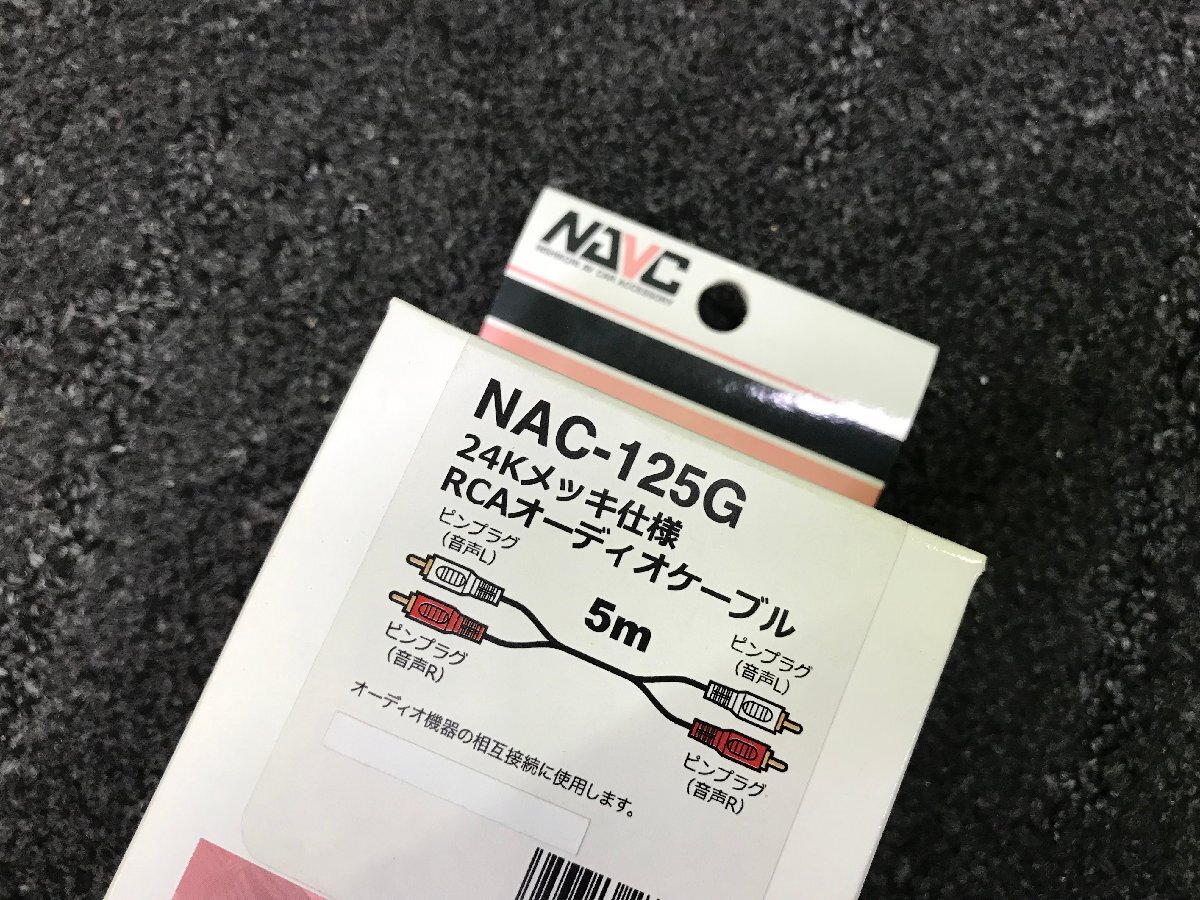 NAVC
NAC-125G
24Kメッキ仕様
RCAオーディオケーブル
ピンプラグ
(音声L)
5m
ピンプラグ
(音声R)
ピンプラグ
(音声L)
ピンプラグ
(音声R)
オーディオ機器の相互接続に使用します。